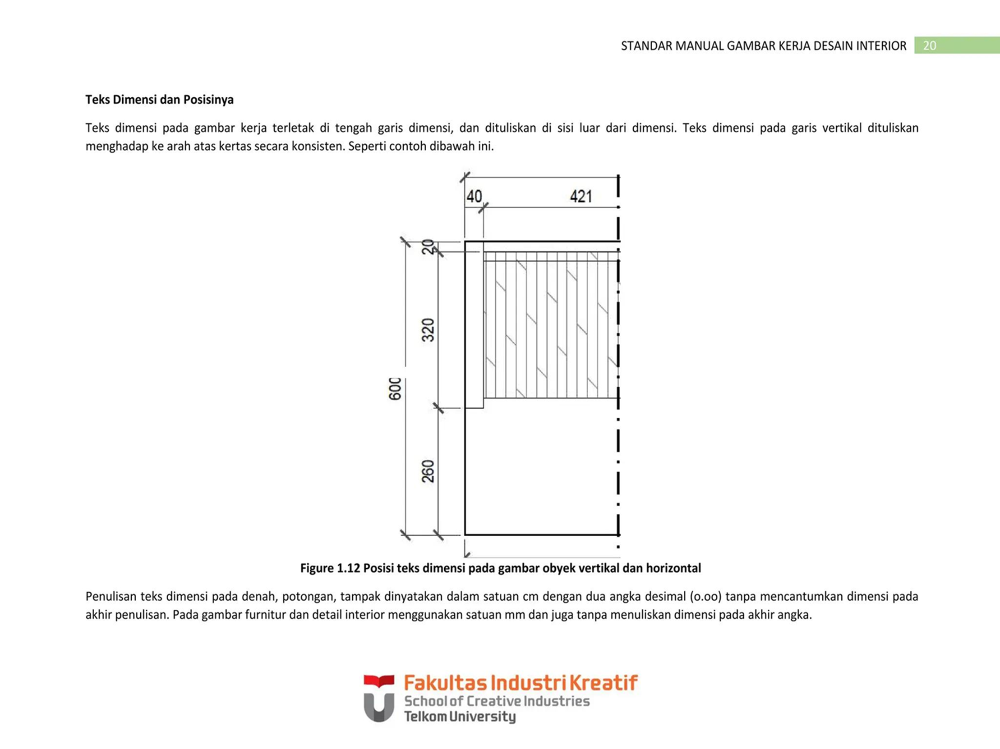 STANDAR MANUAL GAMBAR KERJA DESAIN INTERIOR 20
Teks Dimensi dan Posisinya
Teks dimensi pada gambar kerja terletak di tengah garis dimensi, dan dituliskan di sisi luar dari dimensi. Teks dimensi pada garis vertikal dituliskan
menghadap ke arah atas kertas secara konsisten. Seperti contoh dibawah ini.
40 421
20
320
600
260
Figure 1.12 Posisi teks dimensi pada gambar obyek vertikal dan horizontal
Penulisan teks dimensi pada denah, potongan, tampak dinyatakan dalam satuan cm dengan dua angka desimal (o.oo) tanpa mencantumkan dimensi pada
akhir penulisan. Pada gambar furnitur dan detail interior menggunakan satuan mm dan juga tanpa menuliskan dimensi pada akhir angka.
Fakultas Industri Kreatif
School of Creative Industries
Telkom University